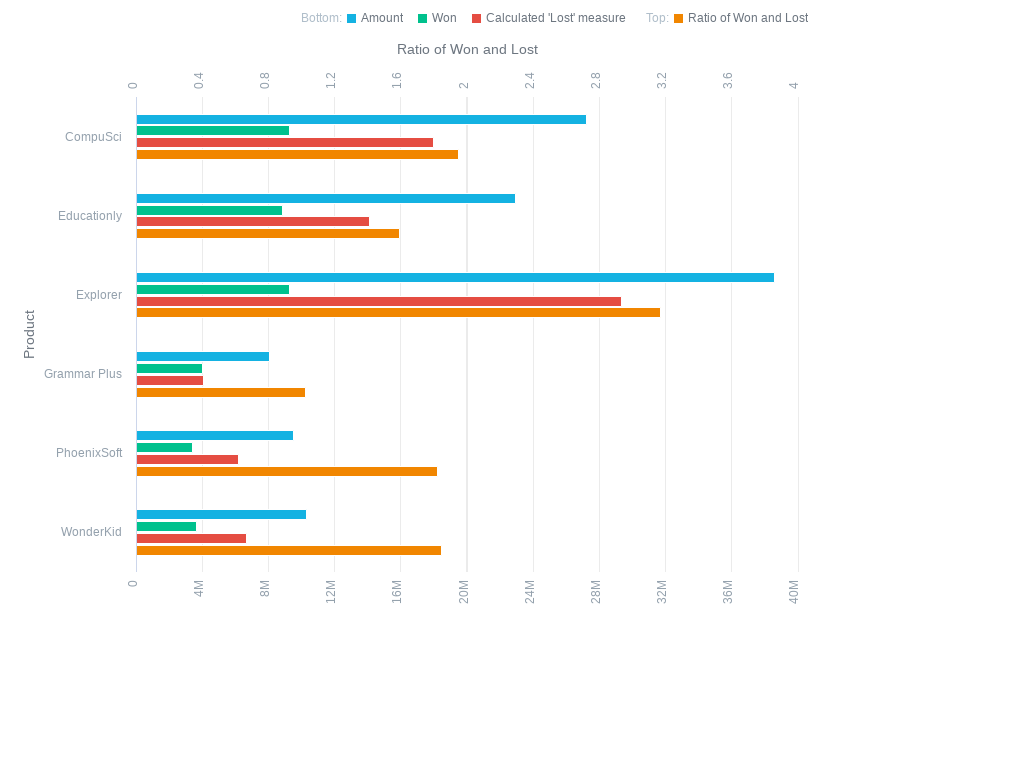 Bottom: Amount Won Calculated 'Lost' measure Top: Ratio of Won and Lost
Ratio of Won and Lost
0 0.4 0.8 1.2 1.6 2 2.4 2.8 3.2 3.6 4
CompuSci
Educationly
Explorer
Product
Grammar Plus
PhoenixSoft
WonderKid
0 4M 8M 12M 16M 20M 24M 28M 32M 36M 40M